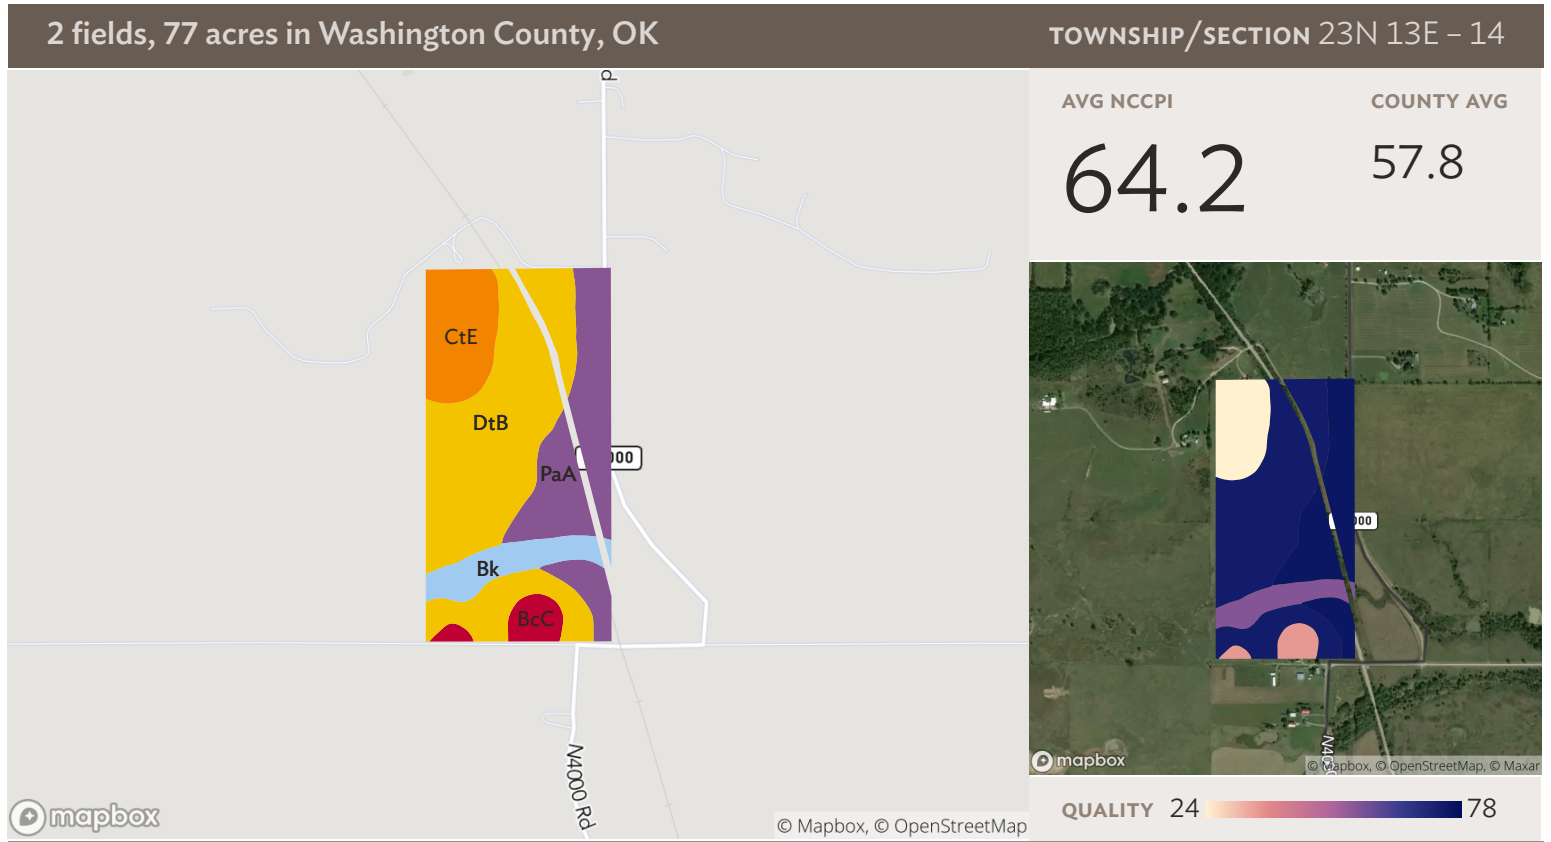 2 fields, 77 acres in Washington County, OK
TOWNSHIP/SECTION 23N 13E – 14
AVG NCCPI
COUNTY AVG
64.2
57.8
CtE
DtB
PaA
000
Bk
BcC
N4000 Rd
mapbox
© Mapbox, © OpenStreetMap
000
mapbox
© Mapbox, © OpenStreetMap, © Maxar
QUALITY 24 78